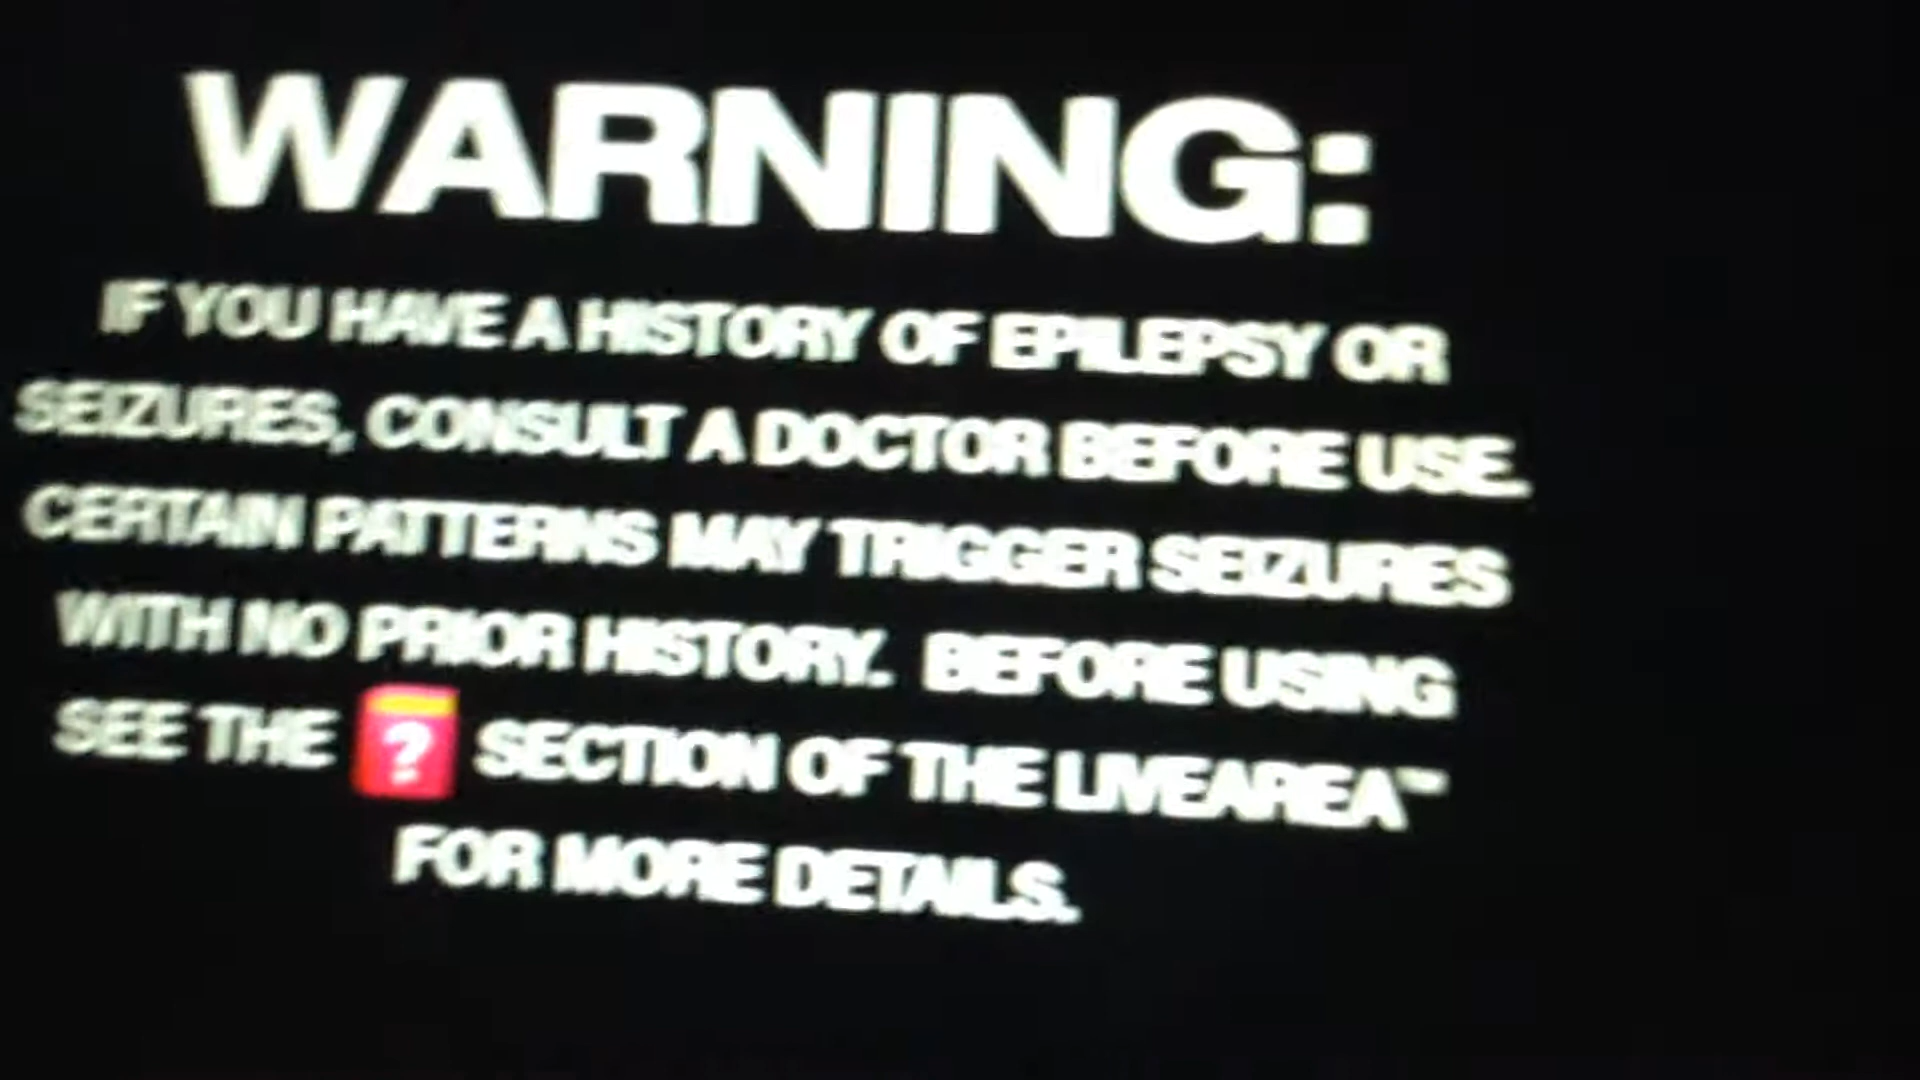 WARNING:
IF YOU HAVE A HISTORY OF EPILEPSY OR
SEIZURES, CONSULT A DOCTOR BEFORE USE.
CERTAIN PATTERNS MAY TRIGGER SEIZURES
WITH NO PRIOR HISTORY. BEFORE USING
SEE THE ? SECTION OF THE LIVEAREA™
FOR MORE DETAILS.